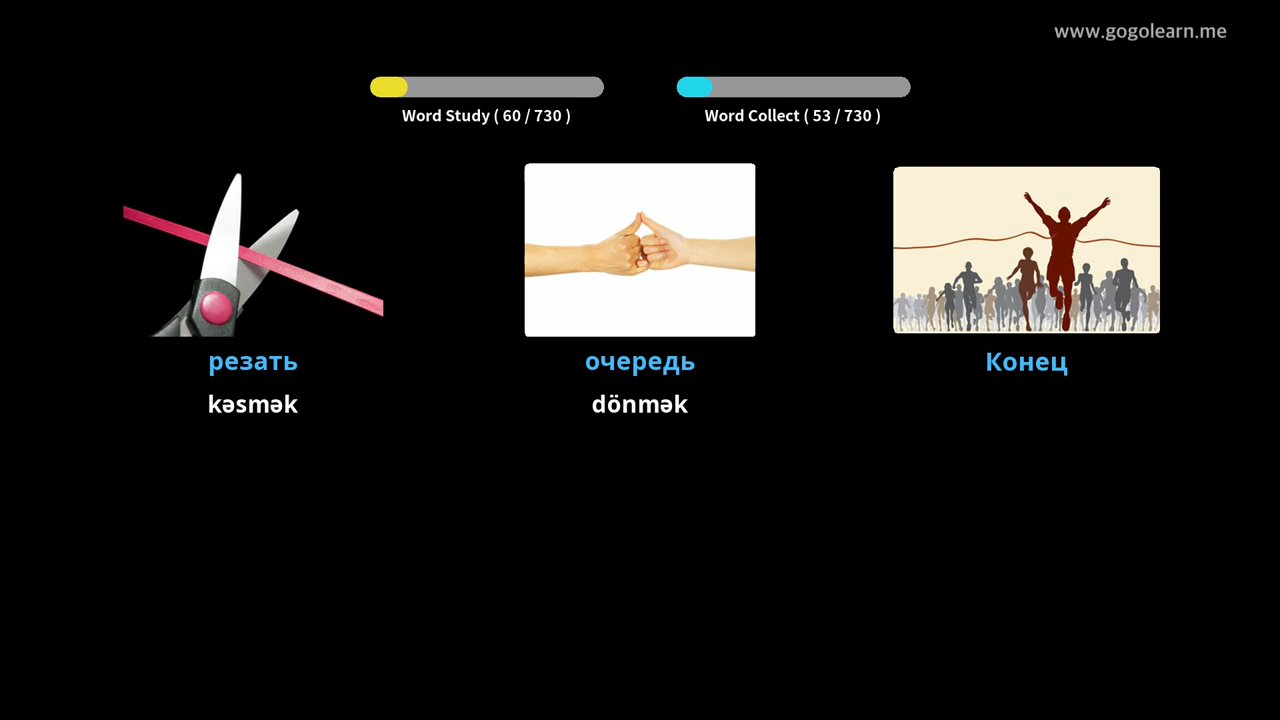 www.gogolearn.me
Word Study ( 60 / 730 )
Word Collect ( 53 / 730 )
резать
очередь
Конец
kəsmək
dönmək